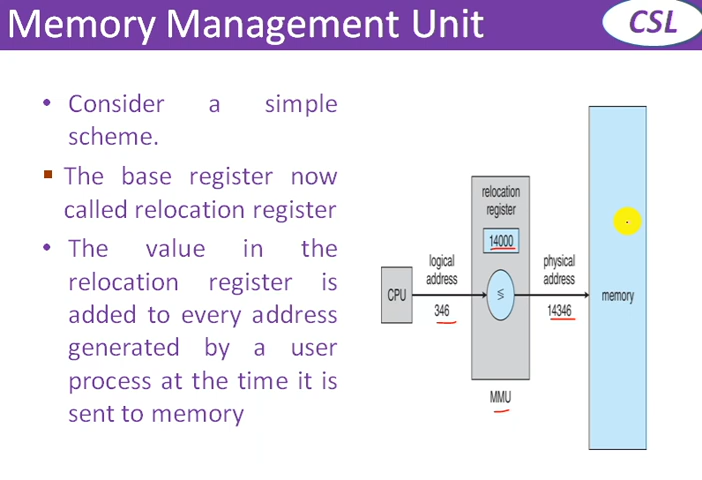 Memory Management Unit
CSL
• Consider a simple
scheme.
▪ The base register now
called relocation register
• The value in the
relocation register is
added to every address
generated by a user
process at the time it is
sent to memory
relocation
register
14000
logical
address
physical
address
CPU
≶
memory
346
14346
MMU